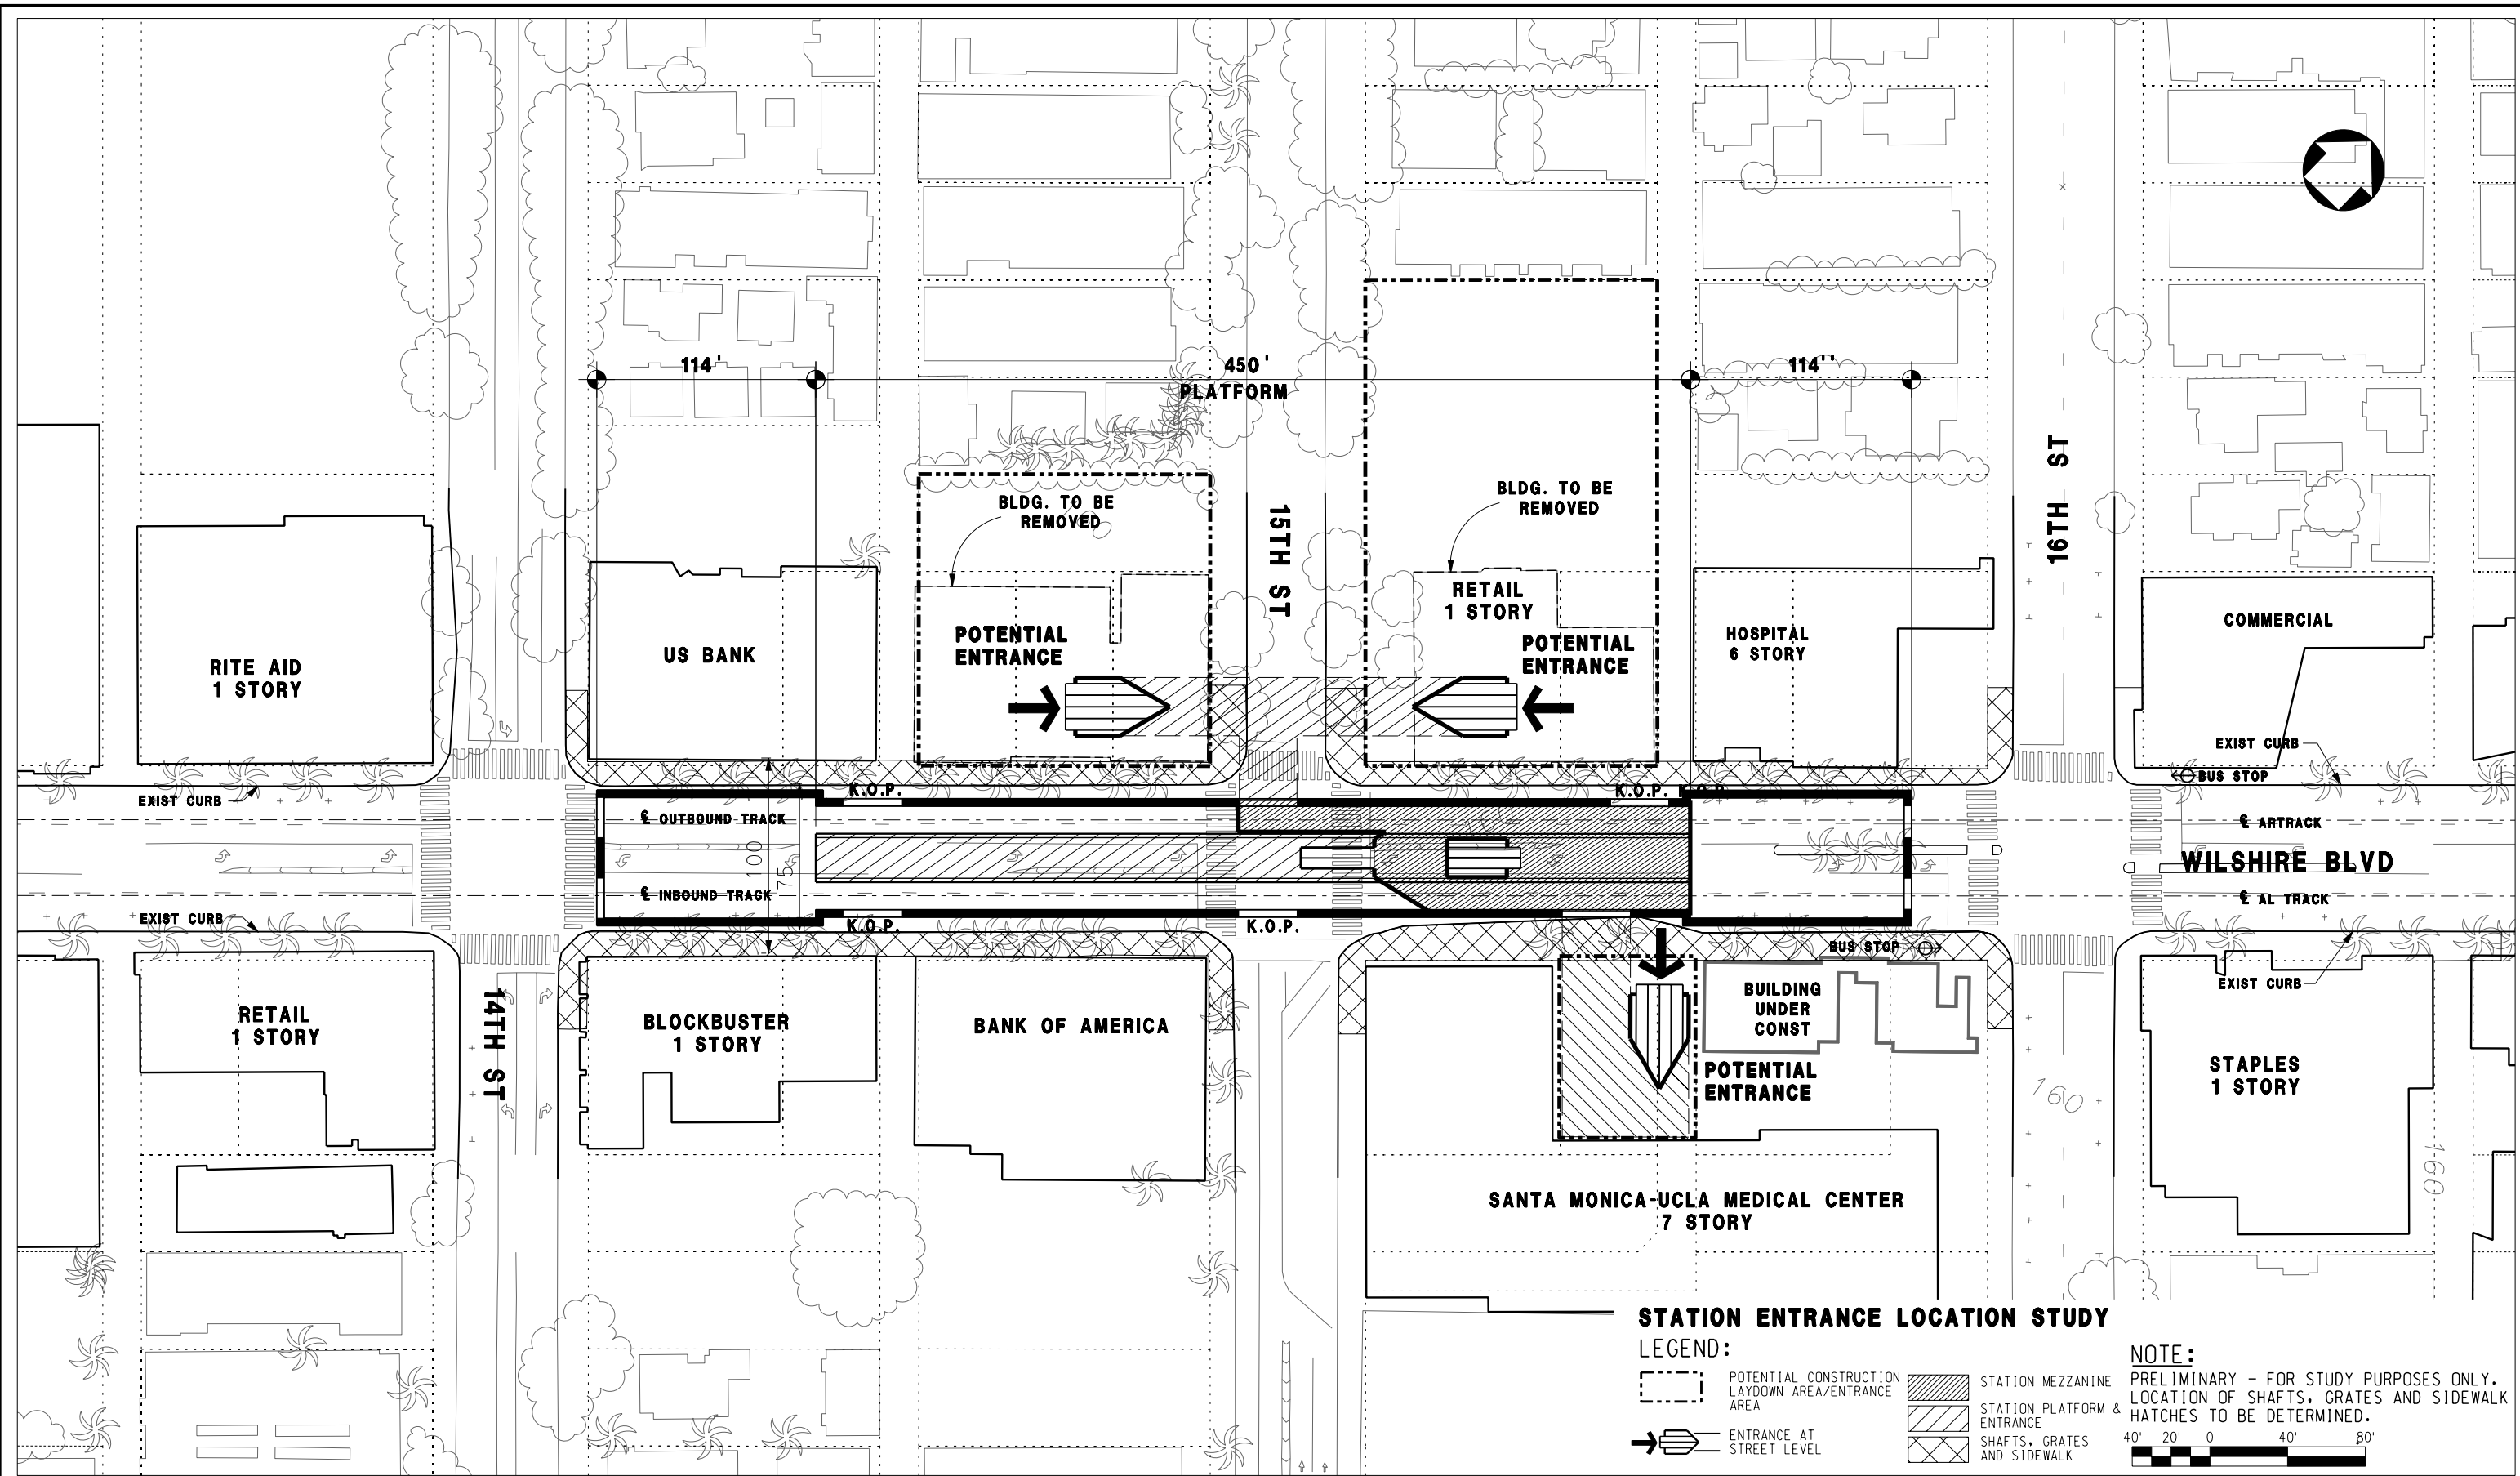 114'
450'
PLATFORM
114''
BLDG. TO BE
REMOVED
BLDG. TO BE
REMOVED
15TH ST
16TH ST
RETAIL
1 STORY
POTENTIAL
ENTRANCE
POTENTIAL
ENTRANCE
HOSPITAL
6 STORY
COMMERCIAL
RITE AID
1 STORY
US BANK
EXIST CURB
BUS STOP
EXIST CURB
K.O.P.
K.O.P.
K.O.P.
℄ OUTBOUND TRACK
℄ ARTRACK
100
75
WILSHIRE BLVD
℄ INBOUND TRACK
℄ AL TRACK
EXIST CURB
K.O.P.
K.O.P.
BUS STOP
EXIST CURB
14TH ST
RETAIL
1 STORY
BLOCKBUSTER
1 STORY
BANK OF AMERICA
BUILDING
UNDER
CONST
POTENTIAL
ENTRANCE
STAPLES
1 STORY
160
160
SANTA MONICA-UCLA MEDICAL CENTER
7 STORY
STATION ENTRANCE LOCATION STUDY
LEGEND:
POTENTIAL CONSTRUCTION
LAYDOWN AREA/ENTRANCE
AREA
ENTRANCE AT
STREET LEVEL
STATION MEZZANINE
STATION PLATFORM &
ENTRANCE
SHAFTS, GRATES
AND SIDEWALK
NOTE:
PRELIMINARY - FOR STUDY PURPOSES ONLY.
LOCATION OF SHAFTS, GRATES AND SIDEWALK
HATCHES TO BE DETERMINED.
40' 20' 0 40' 80'